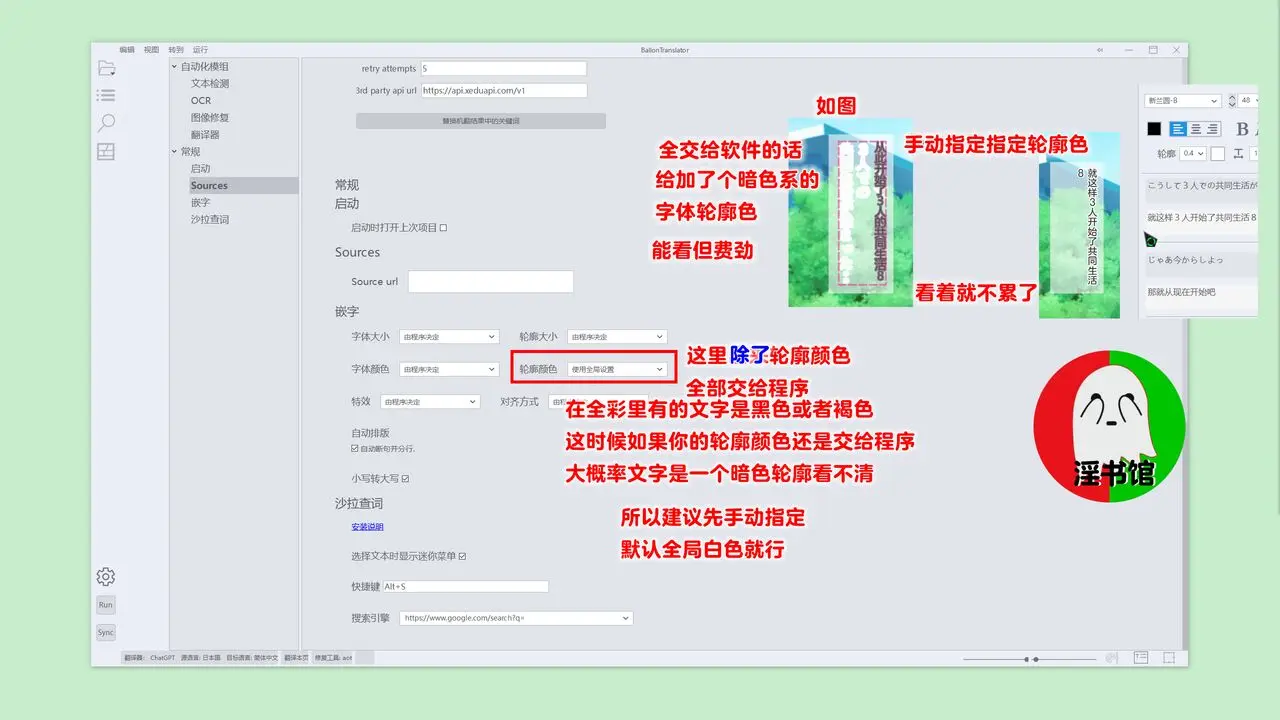 编辑 视图 转到 运行
BallonTranslator
自动化模组
文本检测
OCR
图像修复
翻译器
常规
启动
Sources
嵌字
沙拉查词
retry attempts 5
3rd party api url https://api.xeduapi.com/v1
替换机翻结果中的关键词
常规
启动
启动时打开上次项目
Sources
Source url
嵌字
字体大小 由程序决定 轮廓大小 由程序决定
字体颜色 由程序决定 轮廓颜色 使用全局设置
特效 由程序决定 对齐方式
自动排版
自动断句并分行.
小写转大写
沙拉查词
安装说明
选择文本时显示迷你菜单
快捷键 Alt+S
搜索引擎 https://www.google.com/search?q=
Run
Sync
翻译器: ChatGPT 源语言: 日本語 目标语言: 简体中文 翻译本页 修复工具: aot
如图
全交给软件的话
给加了个暗色系的
字体轮廓色
能看但费劲
从此开始了3人的共同生活8
手动指定指定轮廓色
看着就不累了
就这样3人开始了共同生活
8
新兰圆-8 48
B
轮廓 0.4
こうして3人での共同生活が
就这样3人开始了共同生活8
じゃあ今からしよっ
那就从现在开始吧
这里除了轮廓颜色
全部交给程序
在全彩里有的文字是黑色或者褐色
这时候如果你的轮廓颜色还是交给程序
大概率文字是一个暗色轮廓看不清
所以建议先手动指定
默认全局白色就行
淫书馆